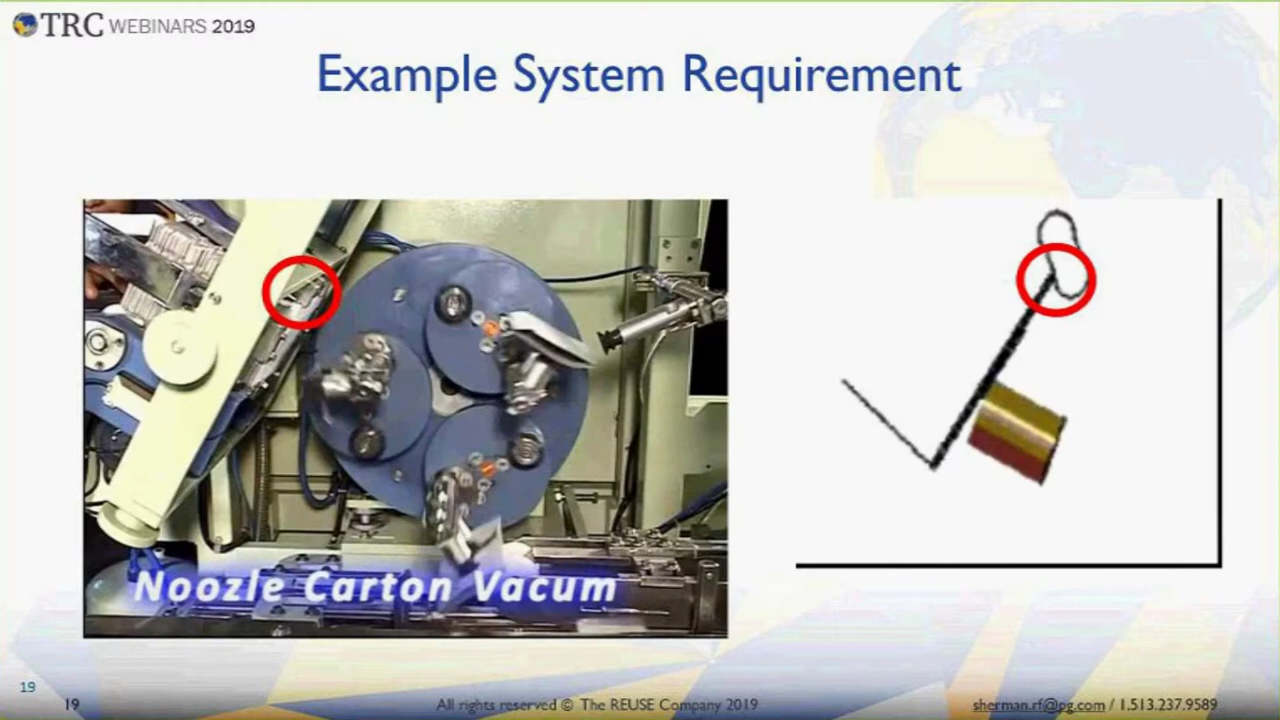 TRC WEBINARS 2019
Example System Requirement
Noozle Carton Vacum
19
19
All rights reserved © The REUSE Company 2019
sherman.rf@pg.com / 1.513.237.9589